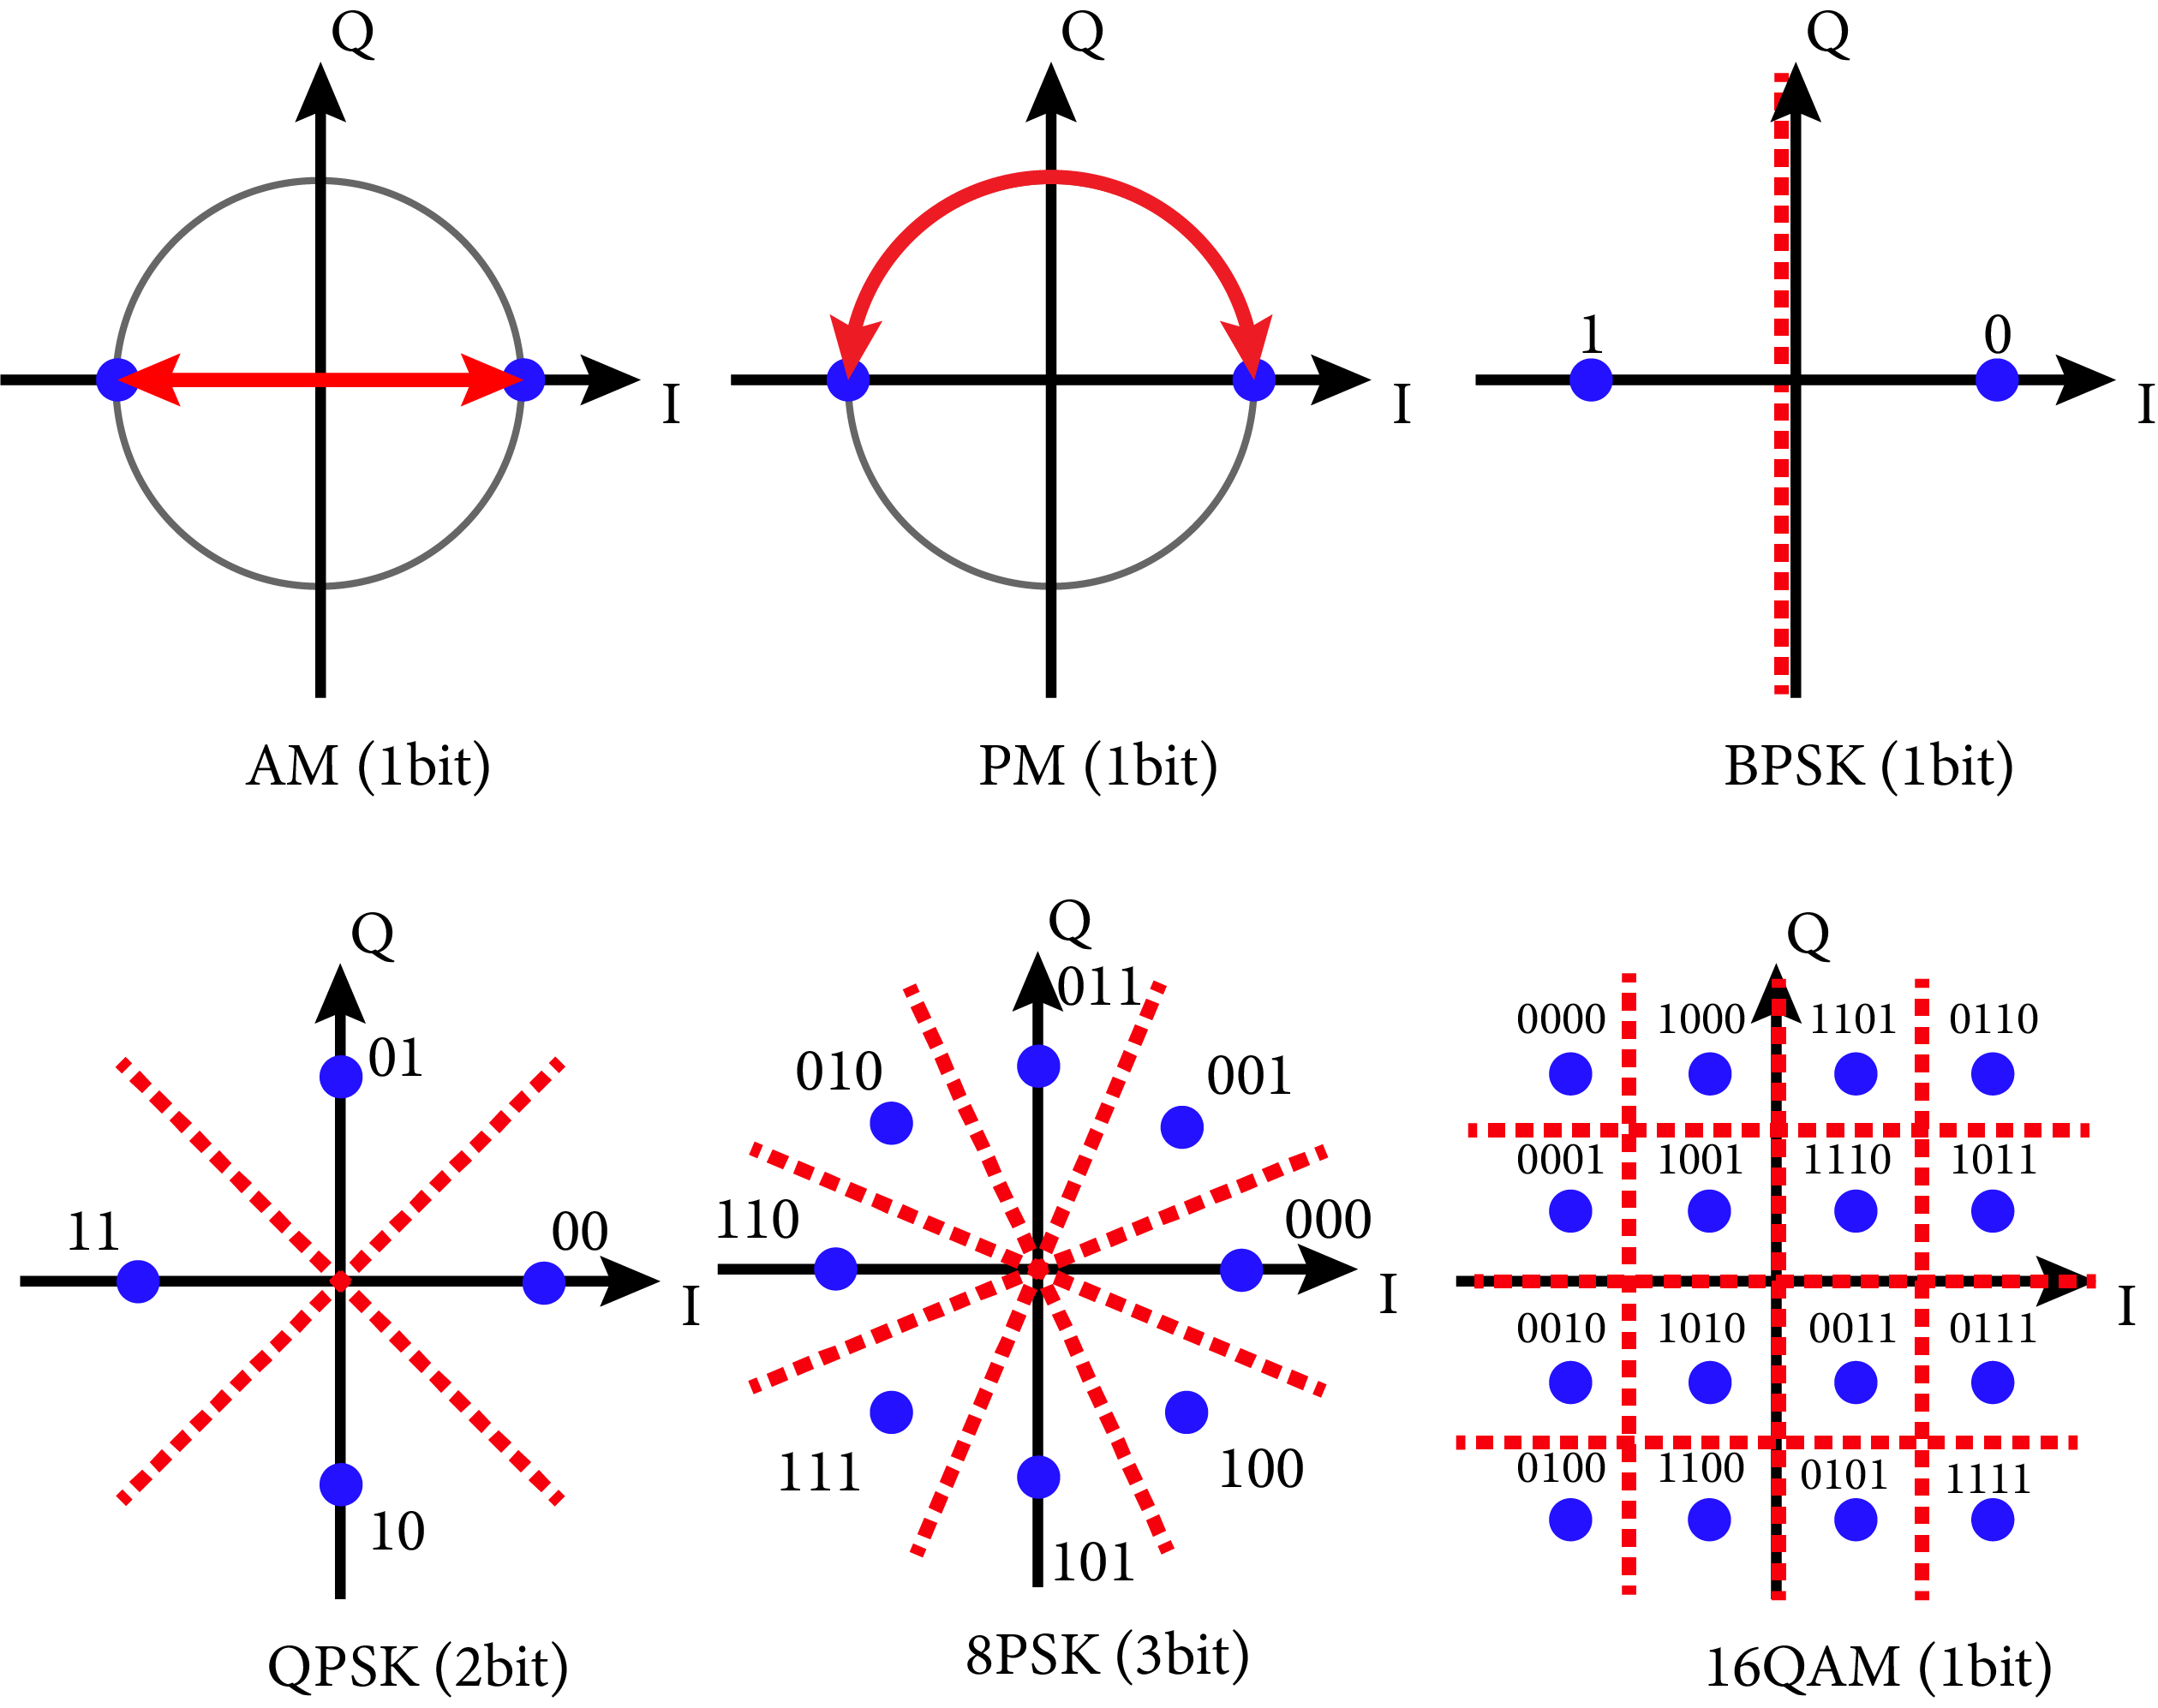 Q
I
AM (1bit)
Q
I
PM (1bit)
Q
1
0
I
BPSK (1bit)
Q
01
11
00
I
10
QPSK (2bit)
Q
011
010
001
110
000
I
111
100
101
8PSK (3bit)
Q
0000 1000 1101 0110
0001 1001 1110 1011
I
0010 1010 0011 0111
0100 1100 0101 1111
16QAM (1bit)